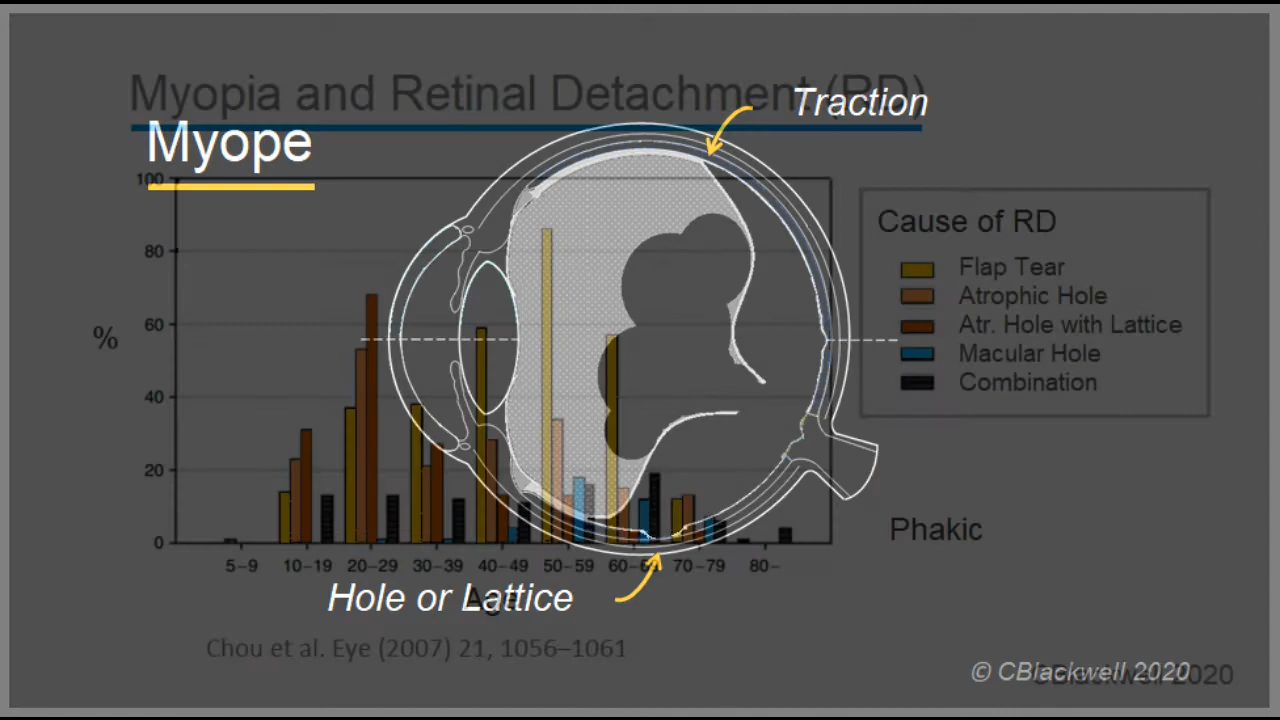 Myopia and Retinal Detachment (RD)
Traction
Myope
100
80
60
40
20
0
%
Cause of RD
Flap Tear
Atrophic Hole
Atr. Hole with Lattice
Macular Hole
Combination
Phakic
5–9 10–19 20–29 30–39 40–49 50–59 60–69 70–79 80–
Age
Hole or Lattice
Chou et al. Eye (2007) 21, 1056–1061
© CBlackwell 2020
CBlackwell 2020